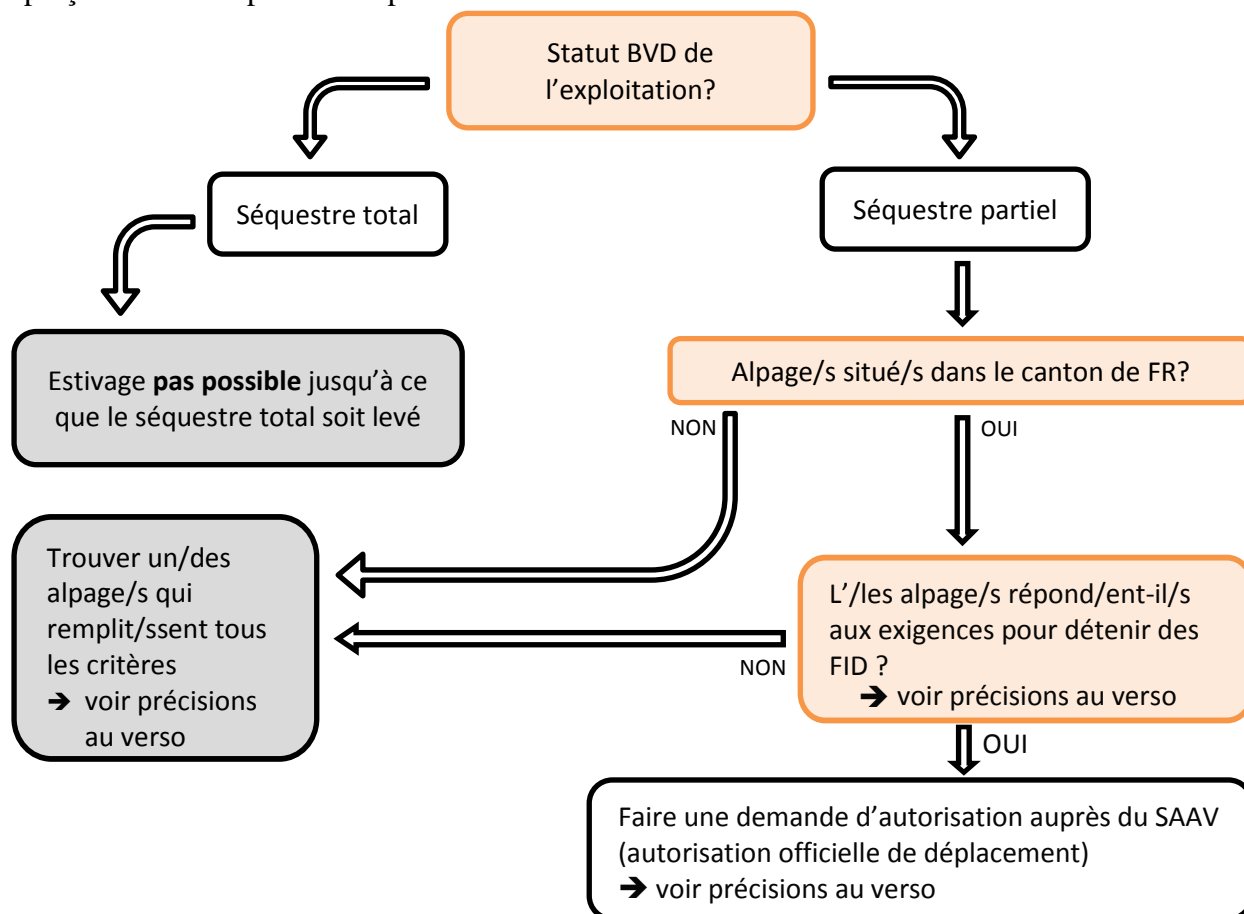 Statut BVD de
l’exploitation?
Séquestre total
Séquestre partiel
Estivage pas possible jusqu’à ce
que le séquestre total soit levé
Alpage/s situé/s dans le canton de FR?
NON
OUI
Trouver un/des
alpage/s qui
remplit/ssent tous
les critères
➔ voir précisions
au verso
L’/les alpage/s répond/ent-il/s
aux exigences pour détenir des
FID ?
➔ voir précisions au verso
NON
OUI
Faire une demande d’autorisation auprès du SAAV
(autorisation officielle de déplacement)
➔ voir précisions au verso